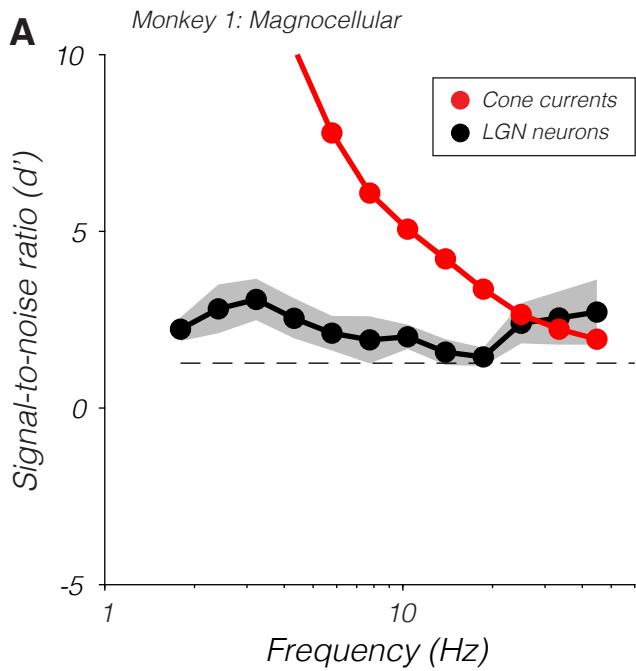 A
Monkey 1: Magnocellular
10
Cone currents
LGN neurons
5
0
-5
Signal-to-noise ratio (d')
1
10
Frequency (Hz)